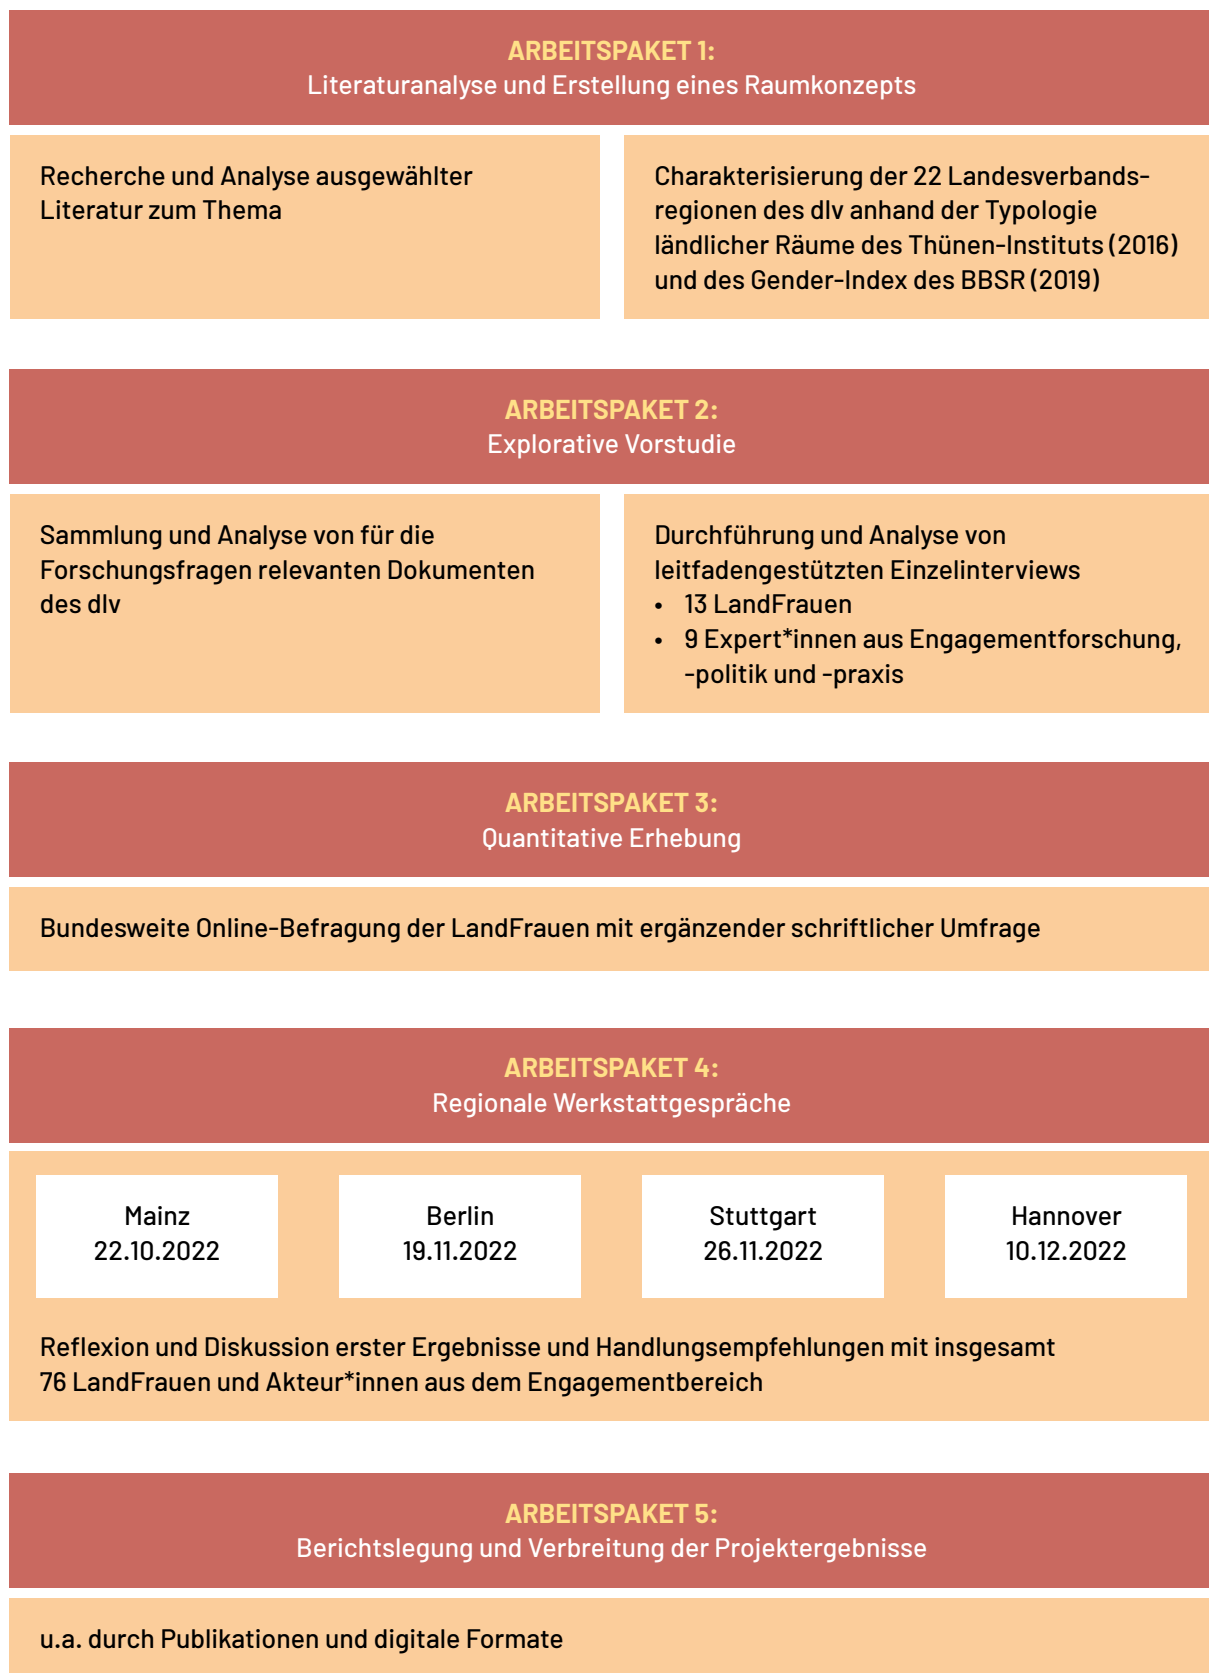 ARBEITSPAKET 1:
Literaturanalyse und Erstellung eines Raumkonzepts
Recherche und Analyse ausgewählter
Literatur zum Thema
Charakterisierung der 22 Landesverbands-
regionen des dlv anhand der Typologie
ländlicher Räume des Thünen-Instituts (2016)
und des Gender-Index des BBSR (2019)
ARBEITSPAKET 2:
Explorative Vorstudie
Sammlung und Analyse von für die
Forschungsfragen relevanten Dokumenten
des dlv
Durchführung und Analyse von
leitfadengestützten Einzelinterviews
• 13 LandFrauen
• 9 Expert*innen aus Engagementforschung,
-politik und -praxis
ARBEITSPAKET 3:
Quantitative Erhebung
Bundesweite Online-Befragung der LandFrauen mit ergänzender schriftlicher Umfrage
ARBEITSPAKET 4:
Regionale Werkstattgespräche
Mainz
22.10.2022
Berlin
19.11.2022
Stuttgart
26.11.2022
Hannover
10.12.2022
Reflexion und Diskussion erster Ergebnisse und Handlungsempfehlungen mit insgesamt
76 LandFrauen und Akteur*innen aus dem Engagementbereich
ARBEITSPAKET 5:
Berichtslegung und Verbreitung der Projektergebnisse
u.a. durch Publikationen und digitale Formate